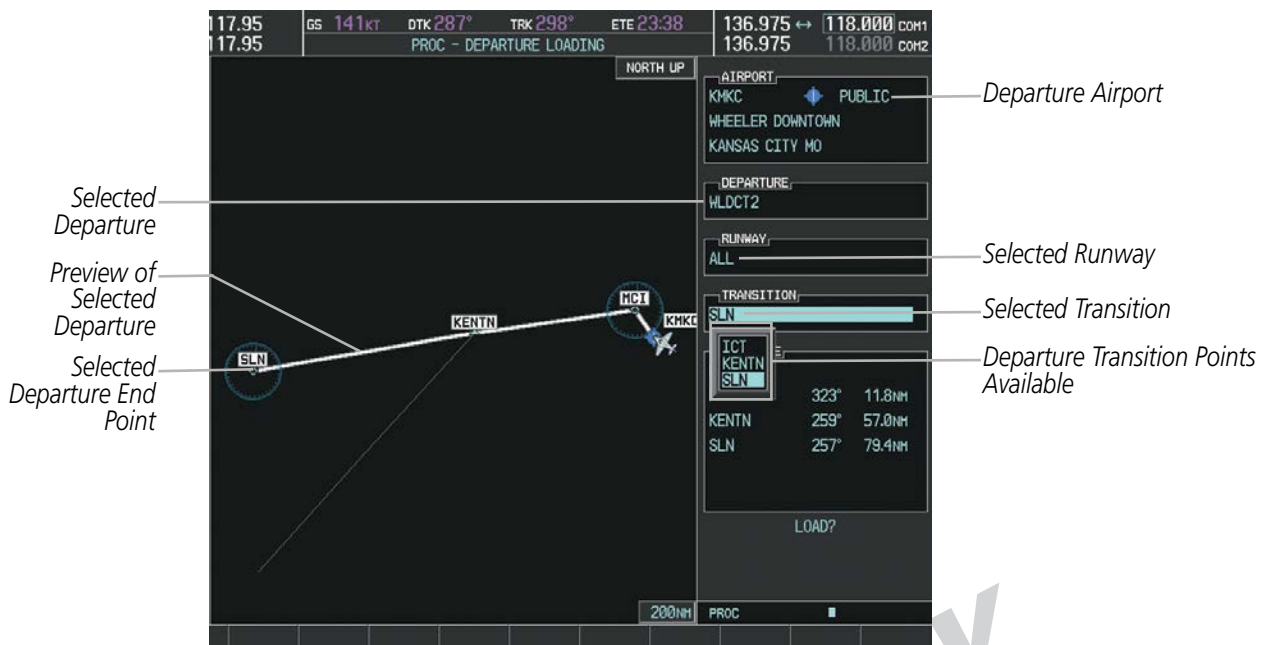 117.95 GS 141KT DTK 287° TRK 298° ETE 23:38 136.975 ↔ 118.000 COM1
117.95 PROC - DEPARTURE LOADING 136.975 118.000 COM2
NORTH UP
AIRPORT
KMKC PUBLIC
Departure Airport
WHEELER DOWNTOWN
KANSAS CITY MO
Selected
Departure
DEPARTURE
WLDCT2
RUNWAY
ALL
Selected Runway
Preview of
Selected
Departure
TRANSITION
SLN
Selected Transition
MCI
KMKC
KENTN
SLN
Selected
Departure End
Point
ICT
KENTN
SLN
Departure Transition Points
Available
323° 11.8NM
KENTN 259° 57.0NM
SLN 257° 79.4NM
LOAD?
200NM
PROC